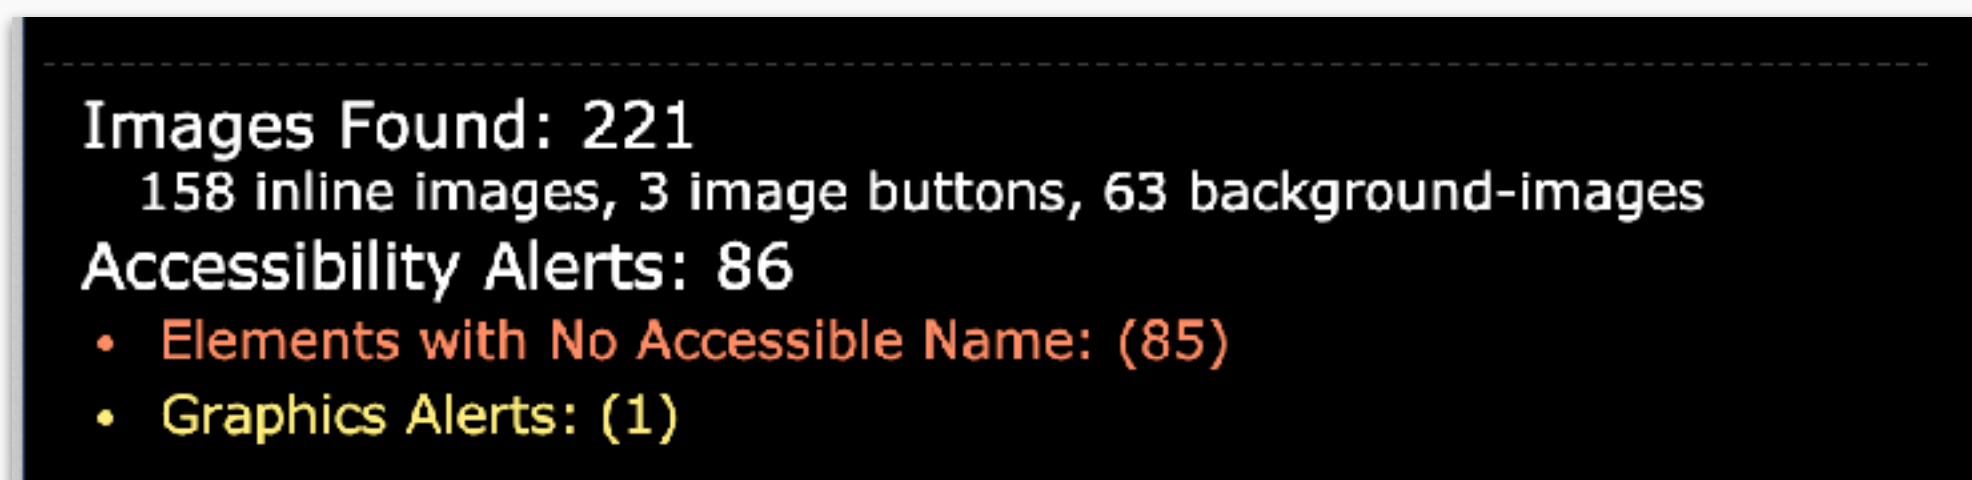 Images Found: 221
158 inline images, 3 image buttons, 63 background-images
Accessibility Alerts: 86
• Elements with No Accessible Name: (85)
• Graphics Alerts: (1)